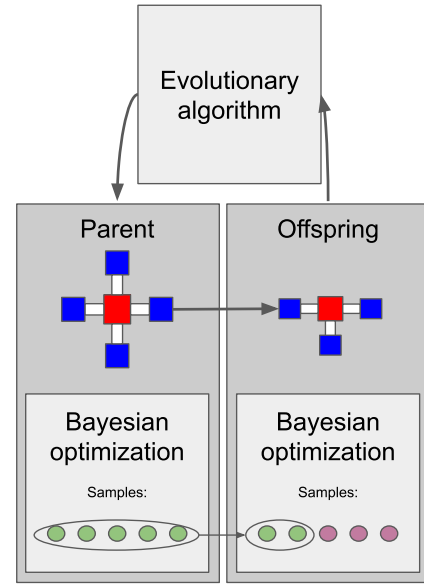 Evolutionary
algorithm
Parent
Offspring
Bayesian
optimization
Samples:
Bayesian
optimization
Samples: